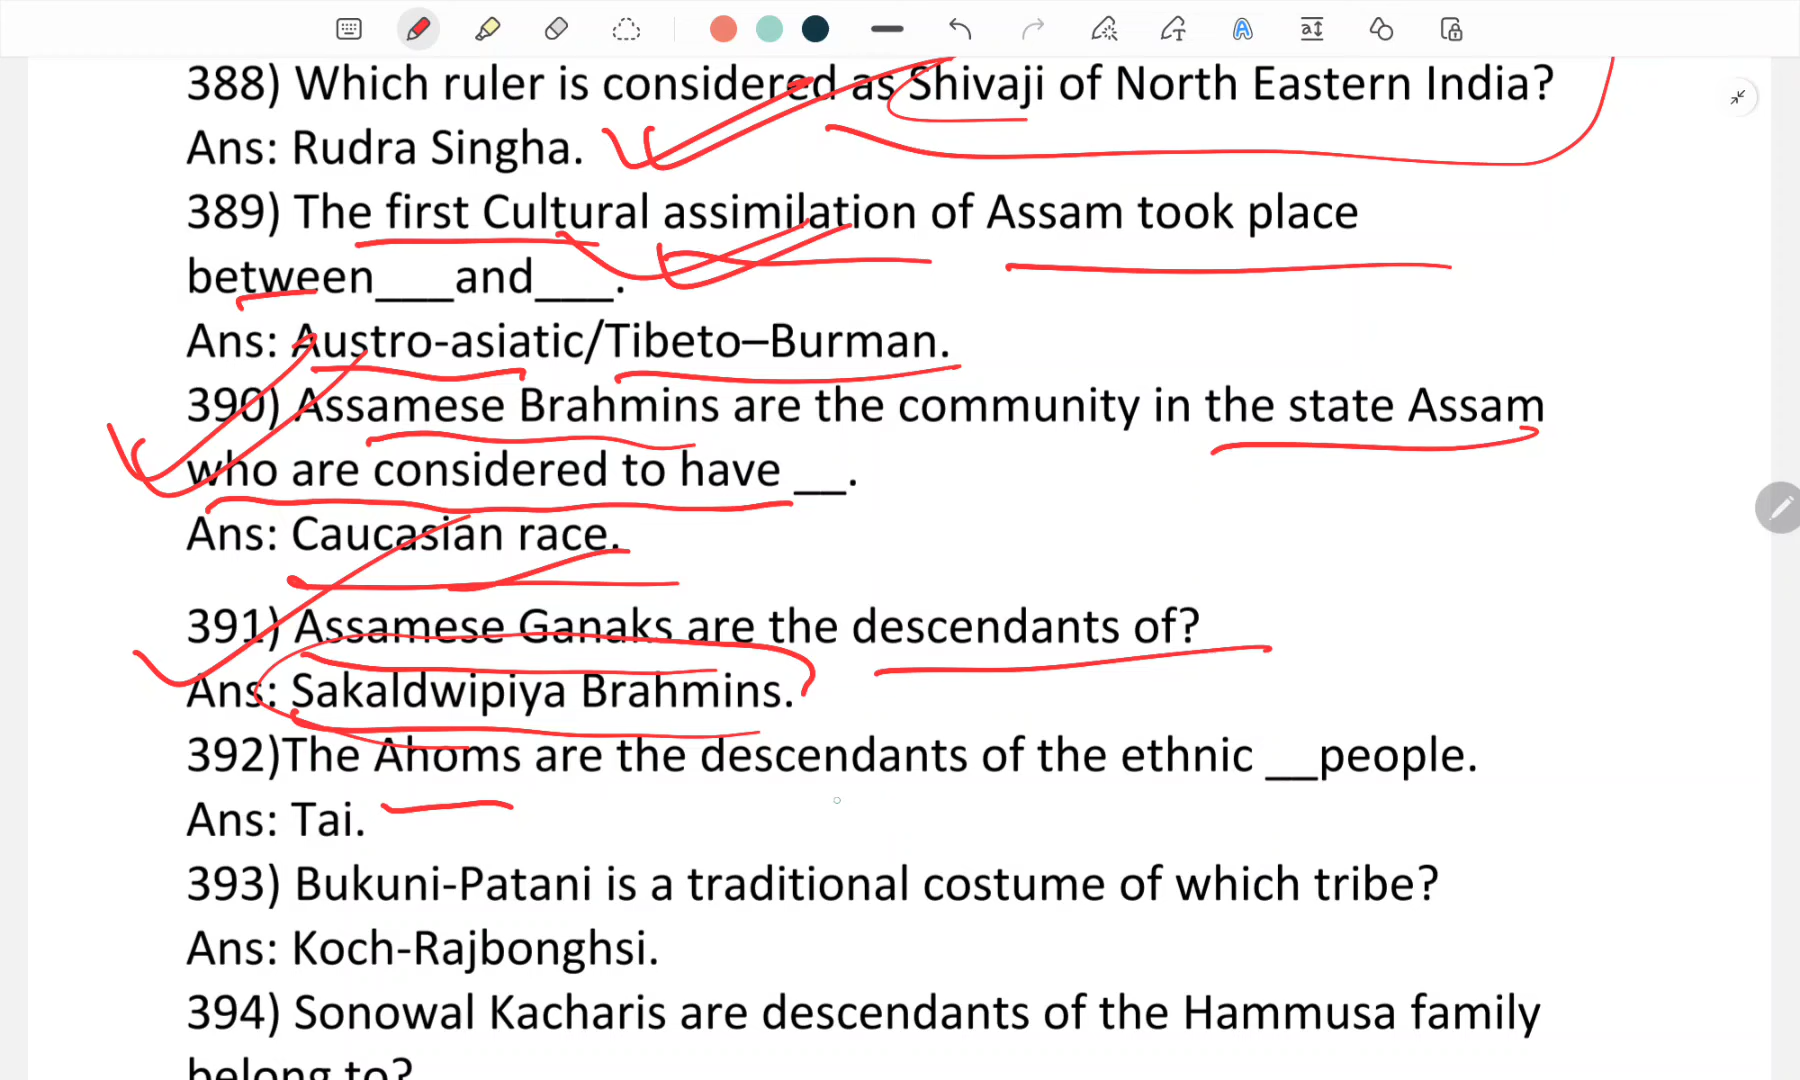 388) Which ruler is considered as Shivaji of North Eastern India?
Ans: Rudra Singha.
389) The first Cultural assimilation of Assam took place
between___and___.
Ans: Austro-asiatic/Tibeto–Burman.
390) Assamese Brahmins are the community in the state Assam
who are considered to have __.
Ans: Caucasian race.
391) Assamese Ganaks are the descendants of?
Ans: Sakaldwipiya Brahmins.
392)The Ahoms are the descendants of the ethnic __people.
Ans: Tai.
393) Bukuni-Patani is a traditional costume of which tribe?
Ans: Koch-Rajbonghsi.
394) Sonowal Kacharis are descendants of the Hammusa family
belong to?